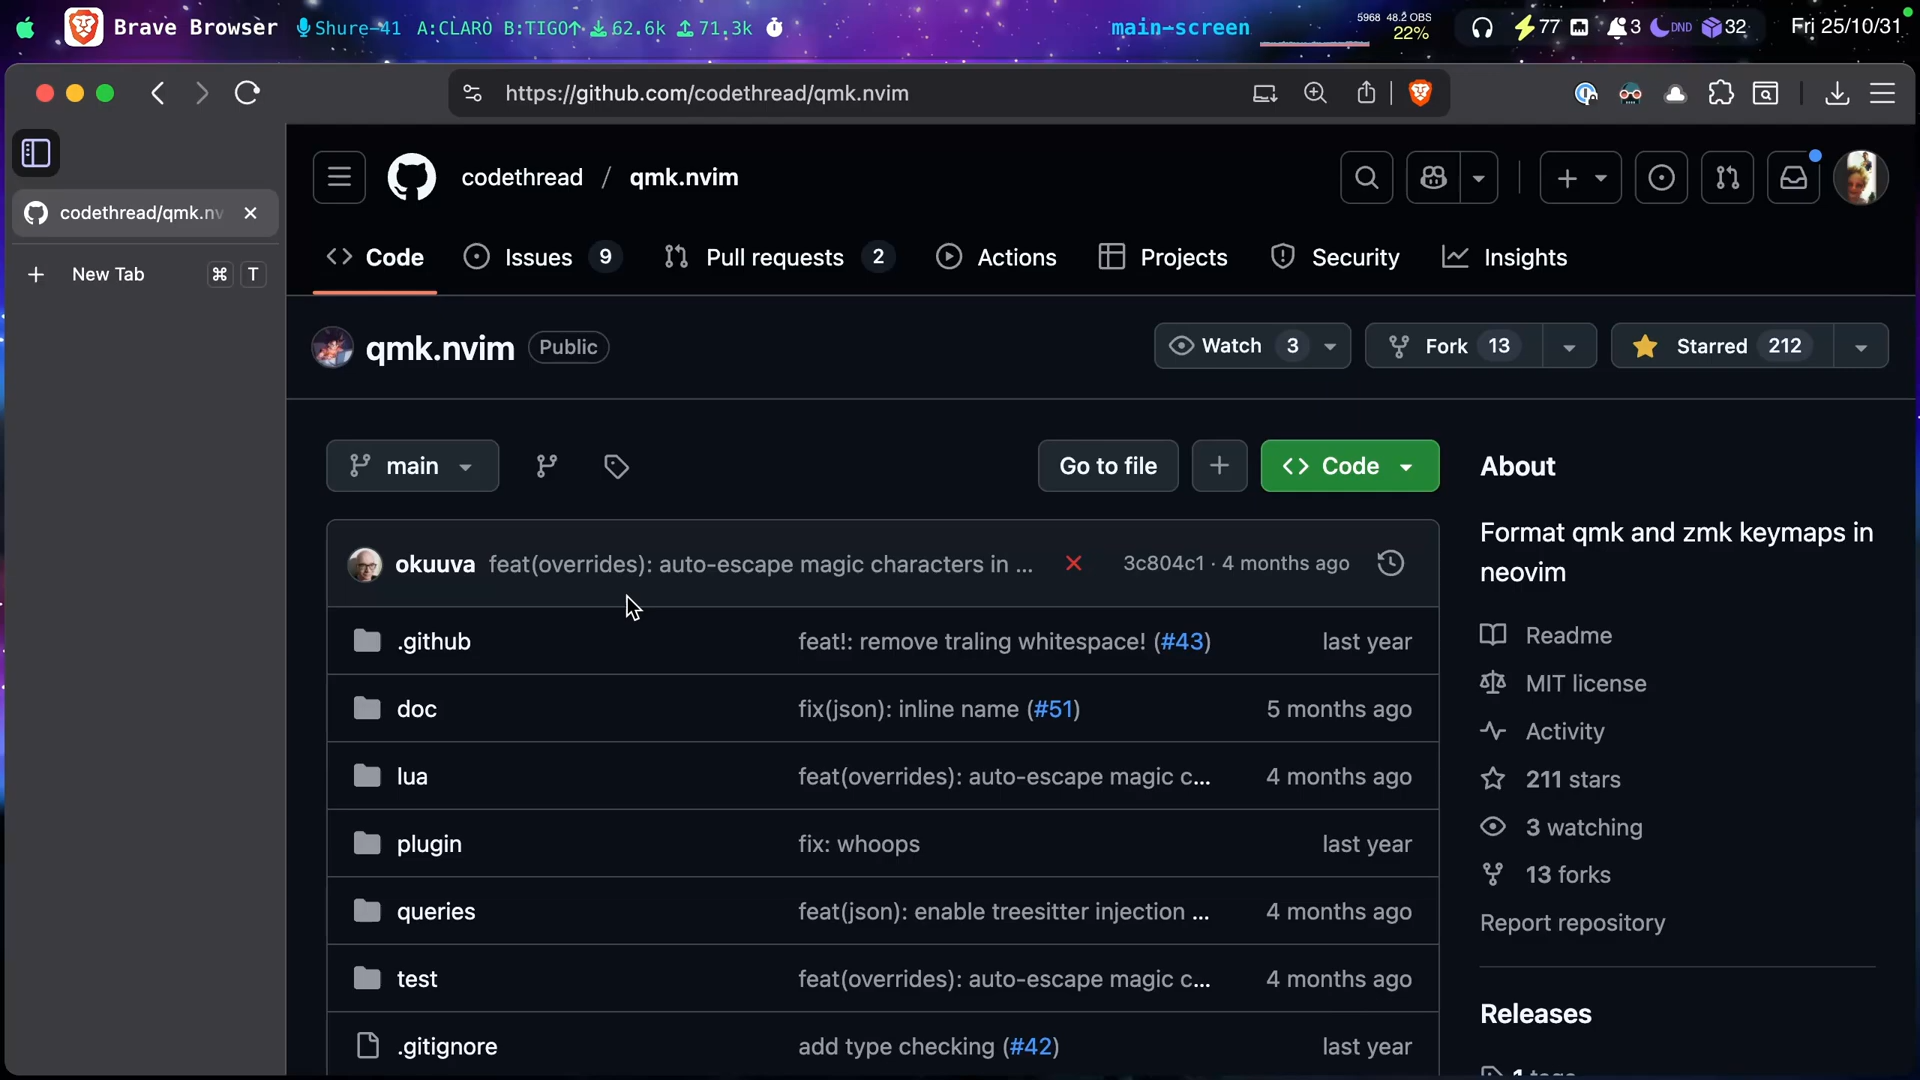 Brave Browser Shure-41 A:CLARO B:TIGO↑ 62.6k 71.3k main-screen 5968 48.2 OBS 22% 77 3 DND 32 Fri 25/10/31
https://github.com/codethread/qmk.nvim
codethread / qmk.nvim
codethread/qmk.nv
New Tab ⌘ T
Code Issues 9 Pull requests 2 Actions Projects Security Insights
qmk.nvim Public Watch 3 Fork 13 Starred 212
main Go to file Code
About
Format qmk and zmk keymaps in
neovim
okuuva feat(overrides): auto-escape magic characters in ... 3c804c1 · 4 months ago
.github feat!: remove traling whitespace! (#43) last year
doc fix(json): inline name (#51) 5 months ago
lua feat(overrides): auto-escape magic c... 4 months ago
plugin fix: whoops last year
queries feat(json): enable treesitter injection ... 4 months ago
test feat(overrides): auto-escape magic c... 4 months ago
.gitignore add type checking (#42) last year
Readme
MIT license
Activity
211 stars
3 watching
13 forks
Report repository
Releases
1 tags